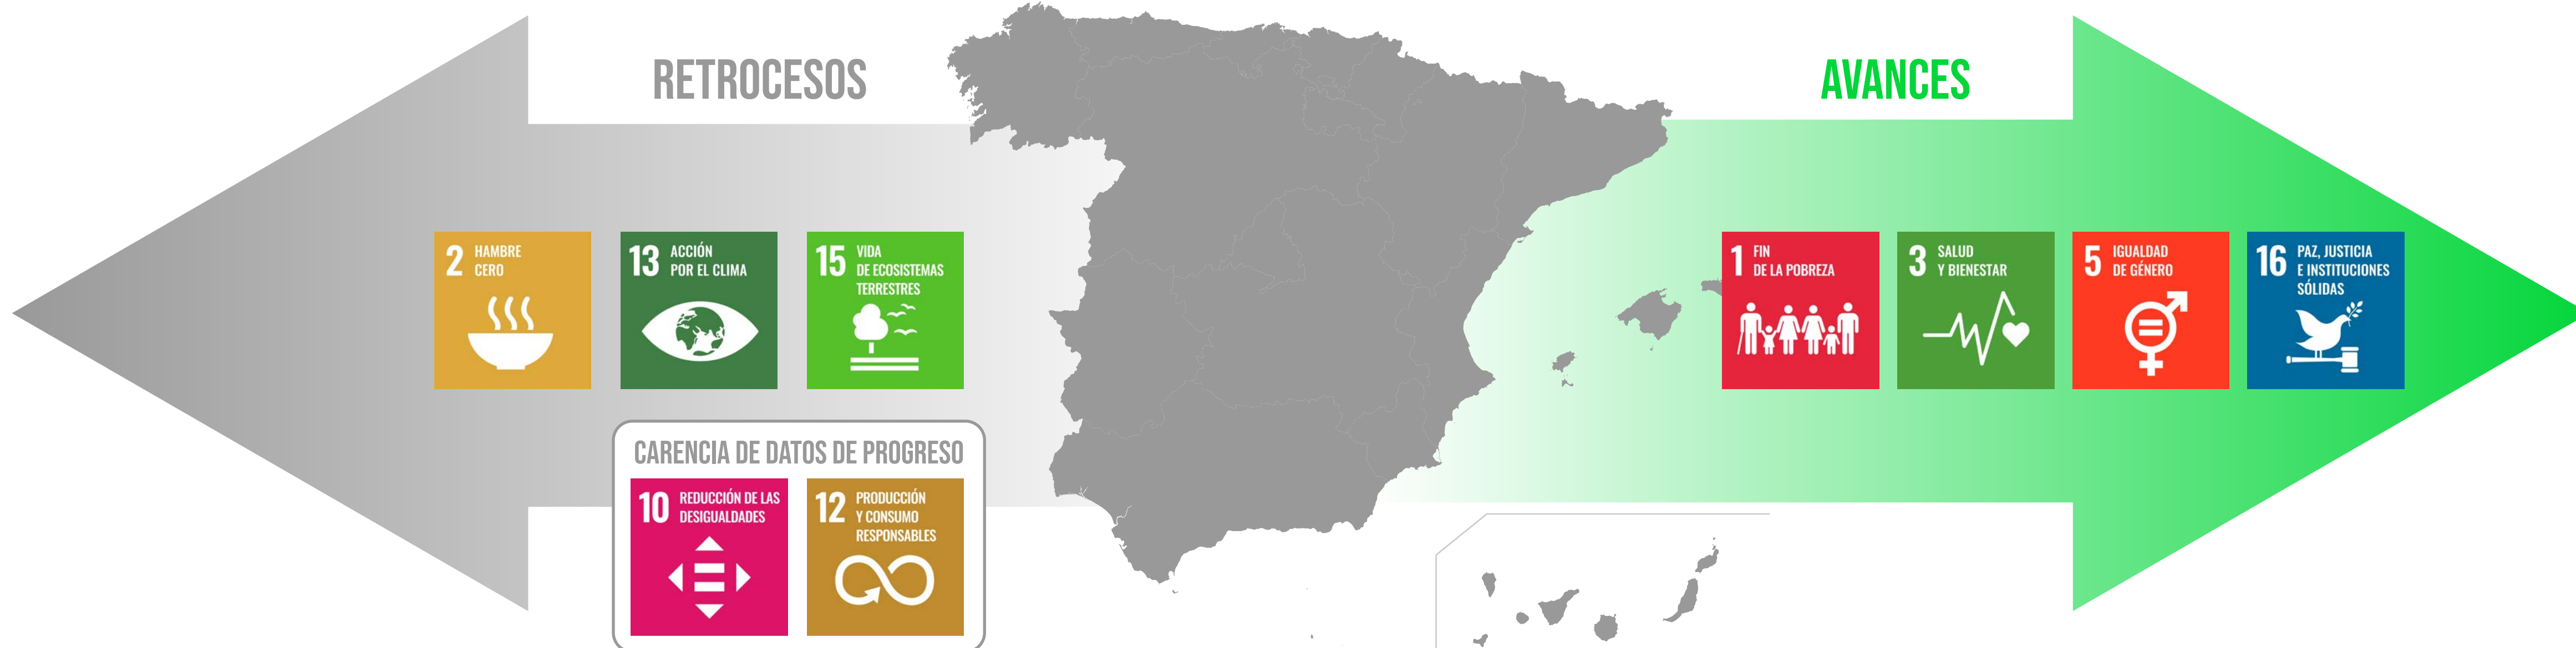 RETROCESOS
AVANCES
2 HAMBRE
CERO
13 ACCIÓN
POR EL CLIMA
15 VIDA
DE ECOSISTEMAS
TERRESTRES
1 FIN
DE LA POBREZA
3 SALUD
Y BIENESTAR
5 IGUALDAD
DE GÉNERO
16 PAZ, JUSTICIA
E INSTITUCIONES
SÓLIDAS
CARENCIA DE DATOS DE PROGRESO
10 REDUCCIÓN DE LAS
DESIGUALDADES
12 PRODUCCIÓN
Y CONSUMO
RESPONSABLES